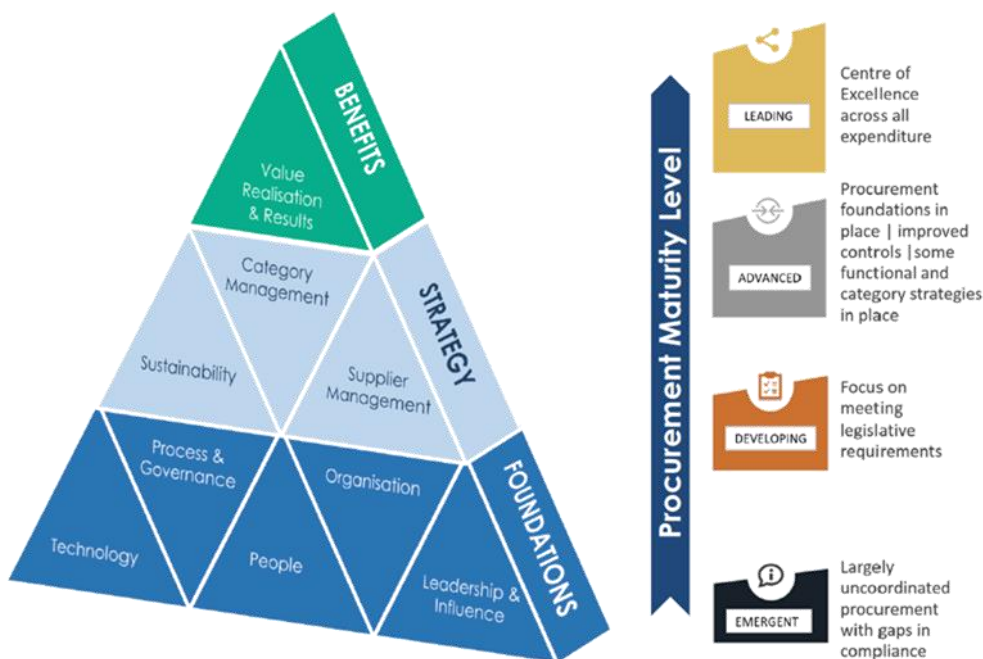 BENEFITS
Value
Realisation
& Results
STRATEGY
Category
Management
Sustainability
Supplier
Management
FOUNDATIONS
Process &
Governance
Organisation
Technology
People
Leadership &
Influence
Procurement Maturity Level
LEADING
Centre of
Excellence
across all
expenditure
ADVANCED
Procurement
foundations in
place | improved
controls |some
functional and
category strategies
in place
DEVELOPING
Focus on
meeting
legislative
requirements
EMERGENT
Largely
uncoordinated
procurement
with gaps in
compliance